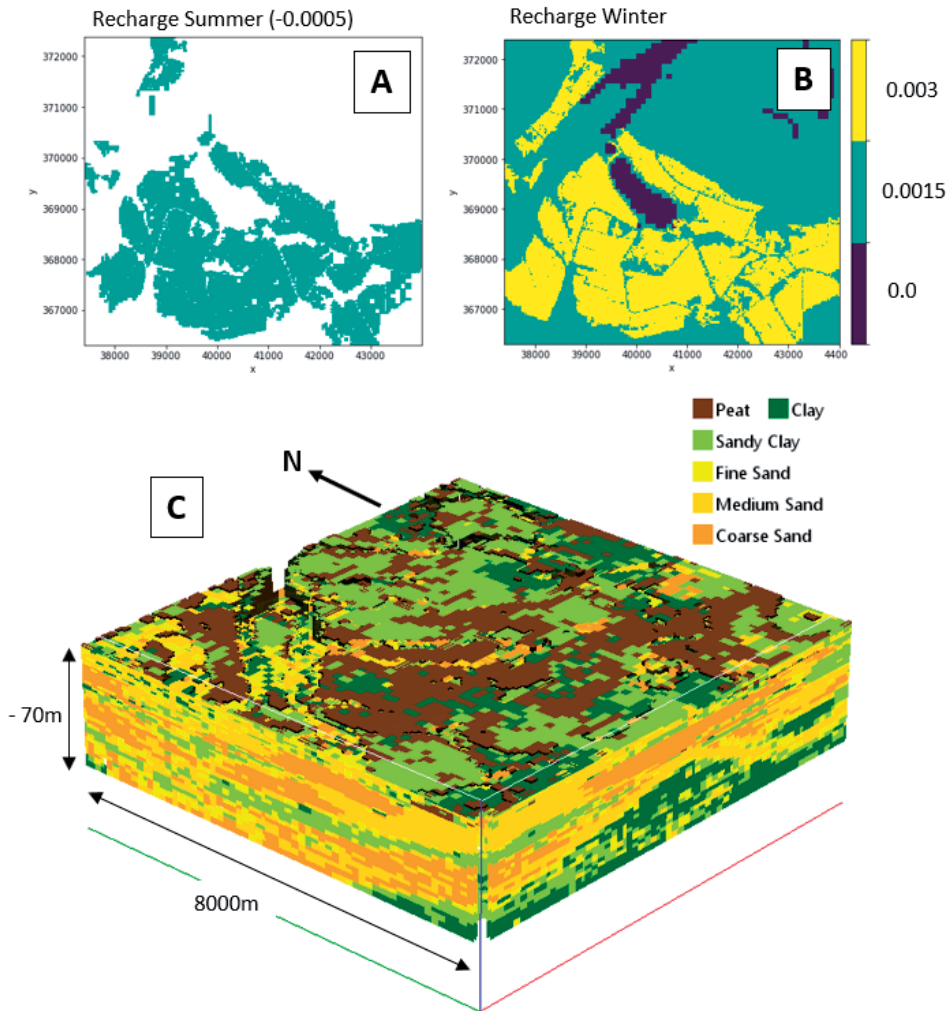 Recharge Summer (-0.0005)
Recharge Winter
A
B
372000
371000
370000
369000
368000
367000
y
38000 39000 40000 41000 42000 43000
x
372000
371000
370000
369000
368000
367000
y
38000 39000 40000 41000 42000 43000 4400
x
0.003
0.0015
0.0
Peat Clay
Sandy Clay
Fine Sand
Medium Sand
Coarse Sand
N
C
- 70m
8000m